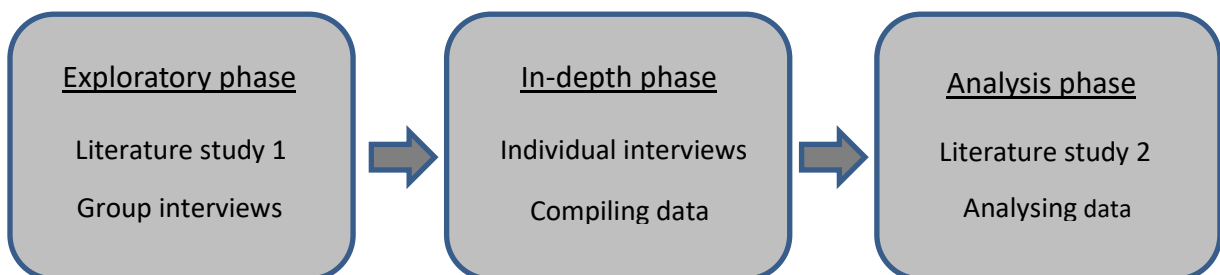 Exploratory phase
Literature study 1
Group interviews
In-depth phase
Individual interviews
Compiling data
Analysis phase
Literature study 2
Analysing data